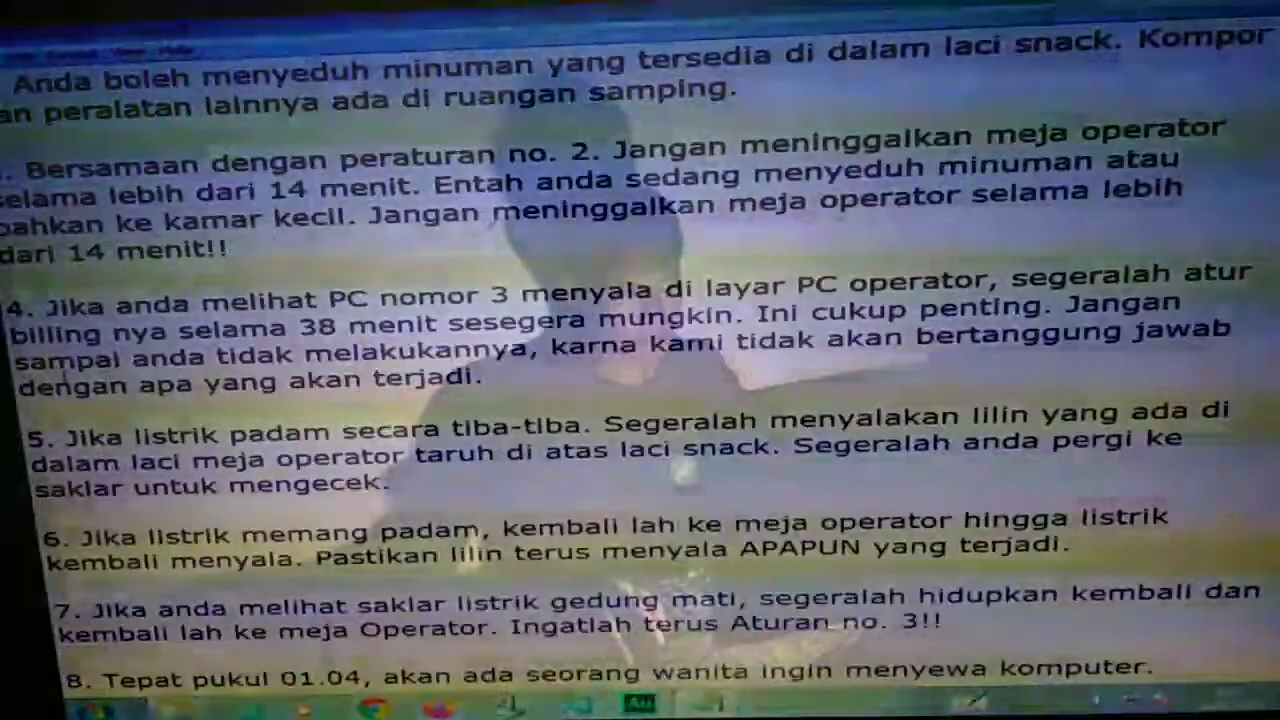 Anda boleh menyeduh minuman yang tersedia di dalam laci snack. Kompor
an peralatan lainnya ada di ruangan samping.
. Bersamaan dengan peraturan no. 2. Jangan meninggalkan meja operator
selama lebih dari 14 menit. Entah anda sedang menyeduh minuman atau
bahkan ke kamar kecil. Jangan meninggalkan meja operator selama lebih
dari 14 menit!!
4. Jika anda melihat PC nomor 3 menyala di layar PC operator, segeralah atur
billing nya selama 38 menit sesegera mungkin. Ini cukup penting. Jangan
sampai anda tidak melakukannya, karna kami tidak akan bertanggung jawab
dengan apa yang akan terjadi.
5. Jika listrik padam secara tiba-tiba. Segeralah menyalakan lilin yang ada di
dalam laci meja operator taruh di atas laci snack. Segeralah anda pergi ke
saklar untuk mengecek.
6. Jika listrik memang padam, kembali lah ke meja operator hingga listrik
kembali menyala. Pastikan lilin terus menyala APAPUN yang terjadi.
7. Jika anda melihat saklar listrik gedung mati, segeralah hidupkan kembali dan
kembali lah ke meja Operator. Ingatlah terus Aturan no. 3!!
8. Tepat pukul 01.04, akan ada seorang wanita ingin menyewa komputer.
Au